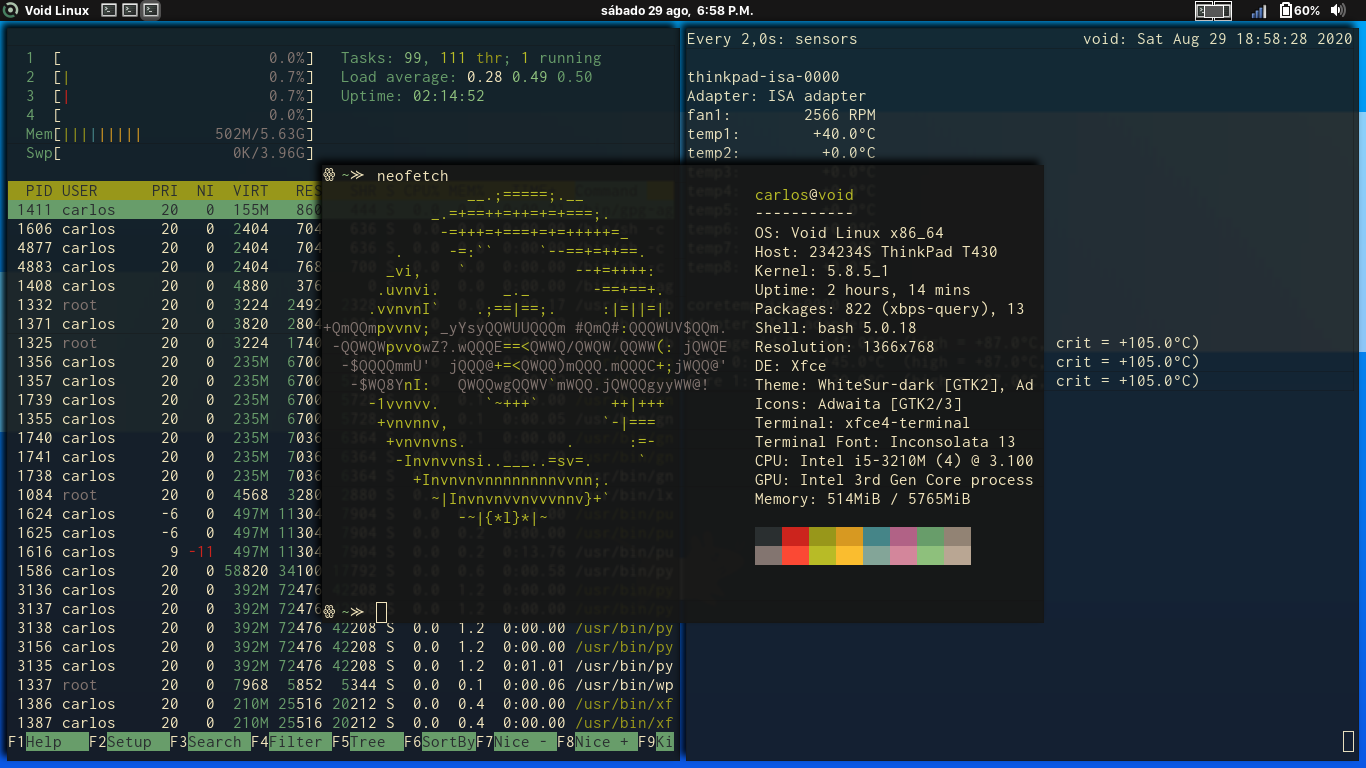 Void Linux
sábado 29 ago, 6:58 P.M.
60%
1 [ 0.0%]
2 [| 0.7%]
3 [| 0.7%]
4 [ 0.0%]
Mem[||||||||| 502M/5.63G]
Swp[ 0K/3.96G]
Tasks: 99, 111 thr; 1 running
Load average: 0.28 0.49 0.50
Uptime: 02:14:52
PID USER PRI NI VIRT RES
1411 carlos 20 0 155M 860
1606 carlos 20 0 2404 704
4877 carlos 20 0 2404 704
4883 carlos 20 0 2404 768
1408 carlos 20 0 4880 376
1332 root 20 0 3224 2492
1371 carlos 20 0 3820 2804
1325 root 20 0 3224 1740
1356 carlos 20 0 235M 6700
1357 carlos 20 0 235M 6700
1739 carlos 20 0 235M 6700
1355 carlos 20 0 235M 6700
1740 carlos 20 0 235M 7036
1741 carlos 20 0 235M 7036
1738 carlos 20 0 235M 7036
1084 root 20 0 4568 3280
1624 carlos -6 0 497M 11304
1625 carlos -6 0 497M 11304
1616 carlos 9 -11 497M 11304
1586 carlos 20 0 58820 34100
3136 carlos 20 0 392M 72476
3137 carlos 20 0 392M 72476
3138 carlos 20 0 392M 72476 42208 S 0.0 1.2 0:00.00 /usr/bin/py
3156 carlos 20 0 392M 72476 42208 S 0.0 1.2 0:00.00 /usr/bin/py
3135 carlos 20 0 392M 72476 42208 S 0.0 1.2 0:01.01 /usr/bin/py
1337 root 20 0 7968 5852 5344 S 0.0 0.1 0:00.06 /usr/bin/wp
1386 carlos 20 0 210M 25516 20212 S 0.0 0.4 0:00.00 /usr/bin/xf
1387 carlos 20 0 210M 25516 20212 S 0.0 0.4 0:00.00 /usr/bin/xf
F1Help F2Setup F3Search F4Filter F5Tree F6SortBy F7Nice - F8Nice + F9Ki
~≫ neofetch
carlos@void
-----------
OS: Void Linux x86_64
Host: 234234S ThinkPad T430
Kernel: 5.8.5_1
Uptime: 2 hours, 14 mins
Packages: 822 (xbps-query), 13
Shell: bash 5.0.18
Resolution: 1366x768
DE: Xfce
Theme: WhiteSur-dark [GTK2], Ad
Icons: Adwaita [GTK2/3]
Terminal: xfce4-terminal
Terminal Font: Inconsolata 13
CPU: Intel i5-3210M (4) @ 3.100
GPU: Intel 3rd Gen Core process
Memory: 514MiB / 5765MiB
~≫
Every 2,0s: sensors void: Sat Aug 29 18:58:28 2020
thinkpad-isa-0000
Adapter: ISA adapter
fan1: 2566 RPM
temp1: +40.0°C
temp2: +0.0°C
crit = +105.0°C)
crit = +105.0°C)
crit = +105.0°C)